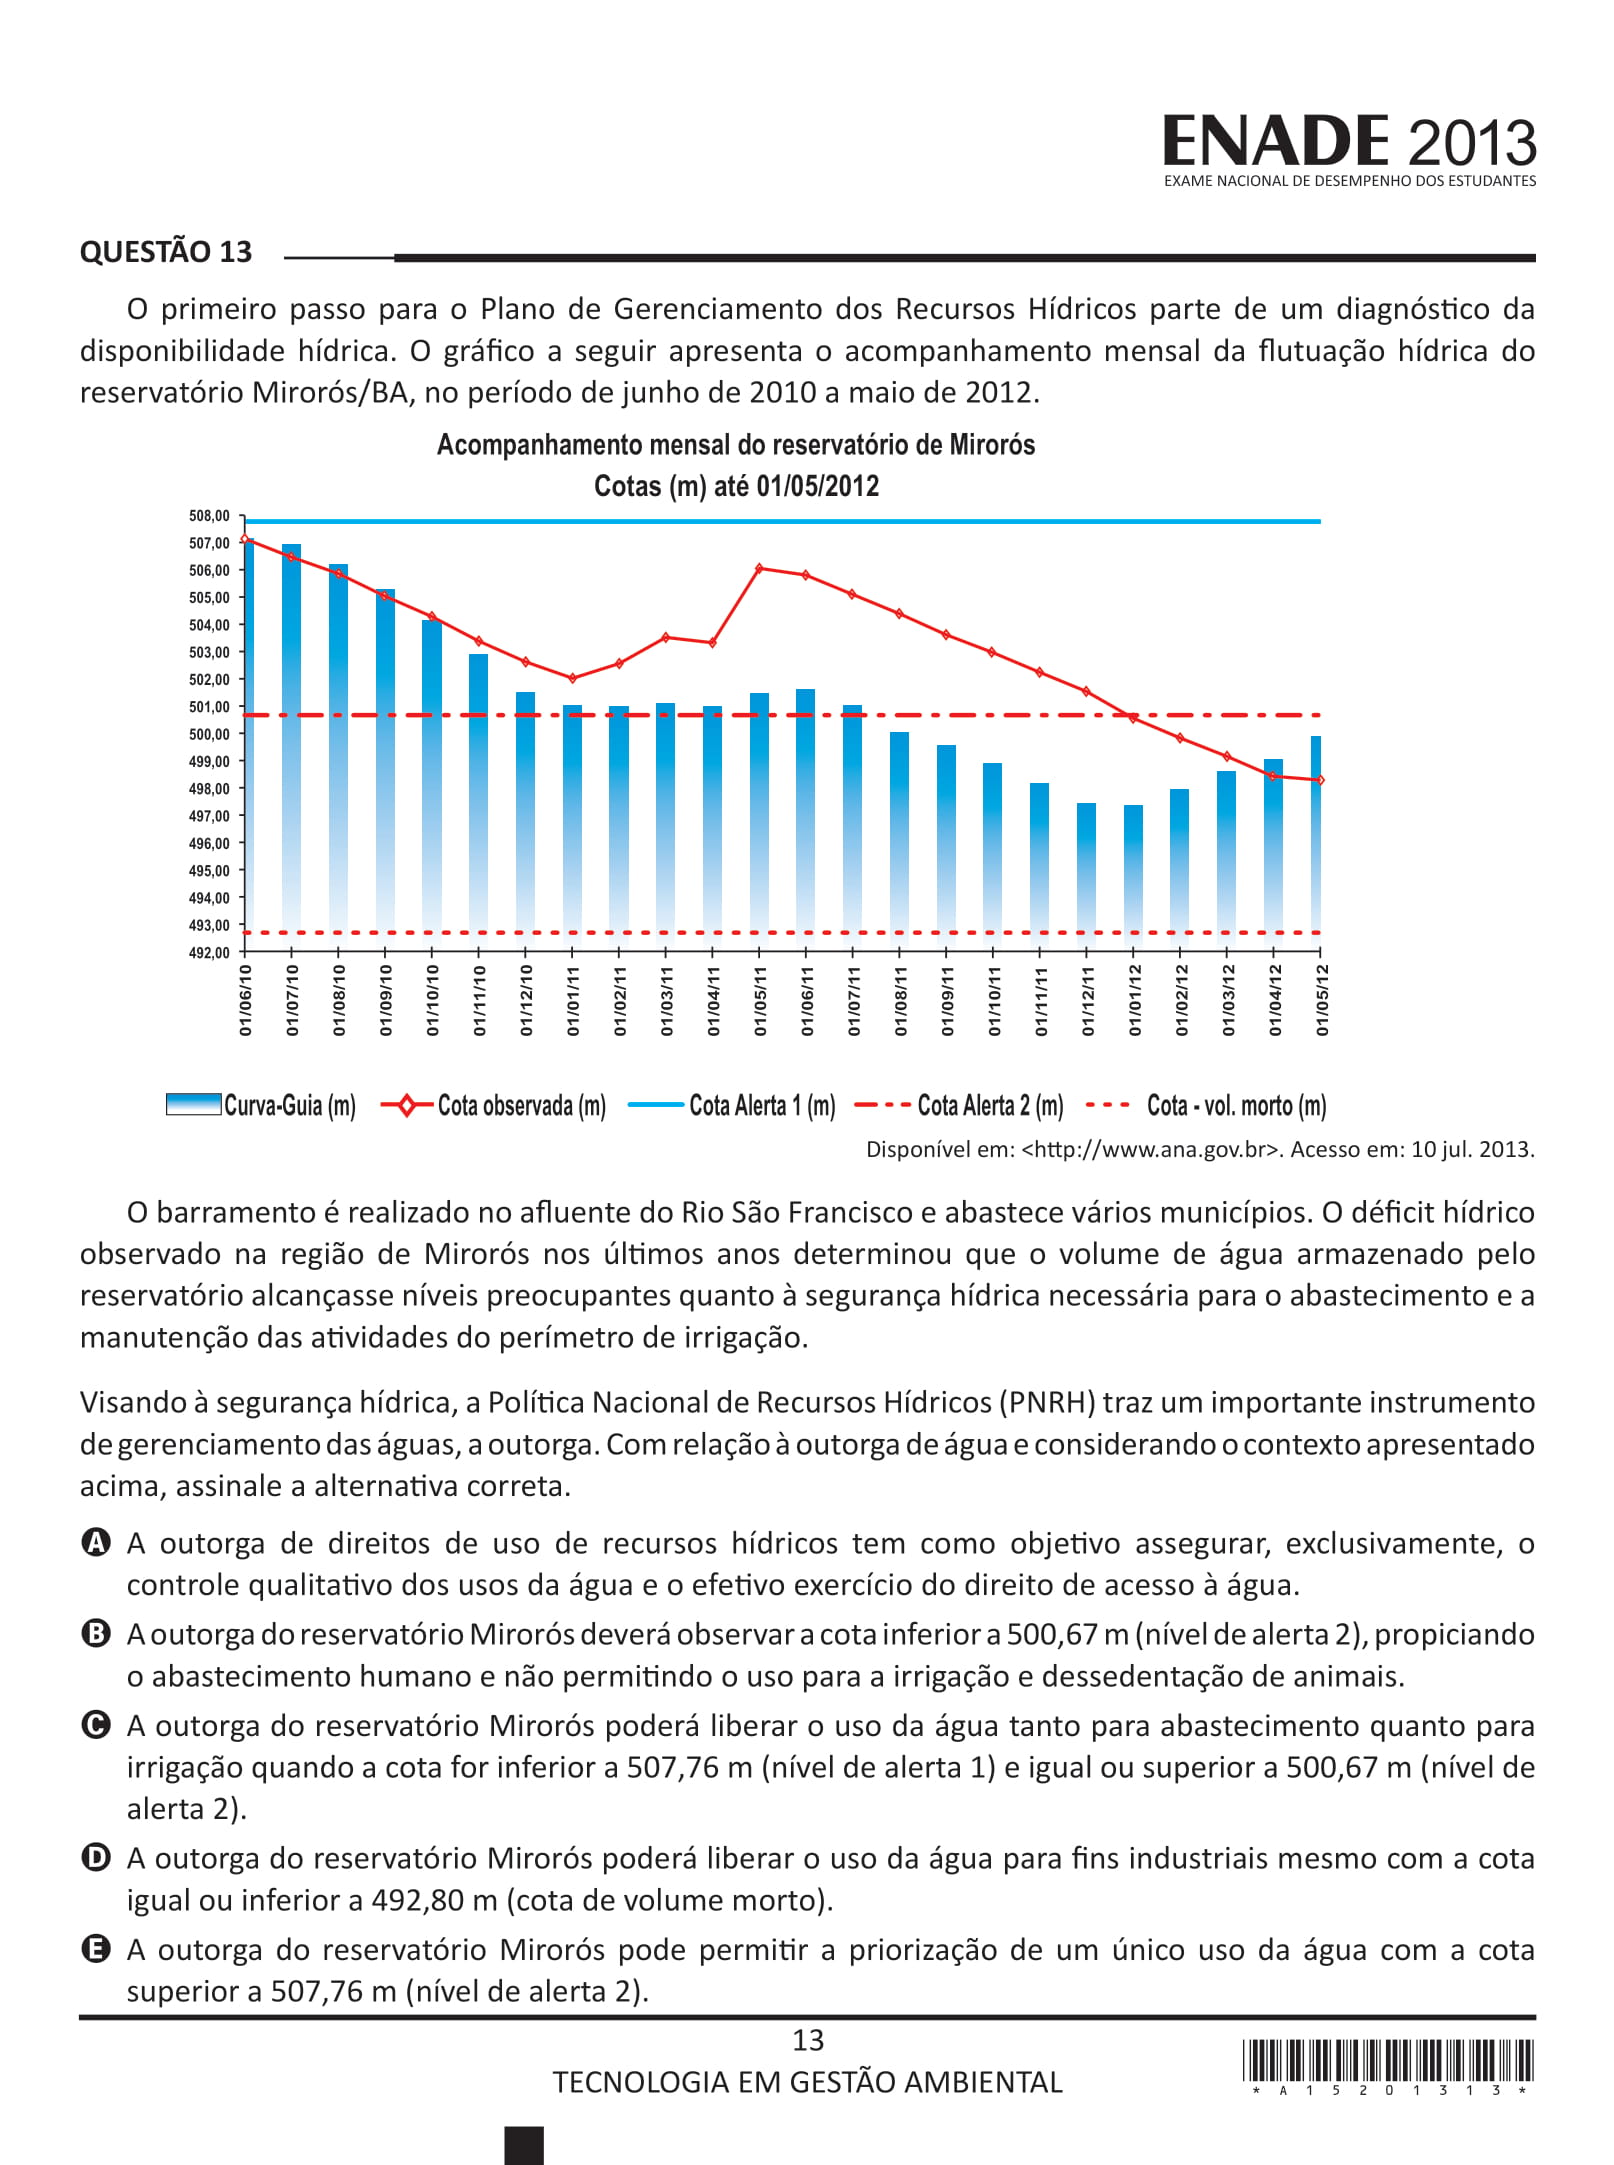 ENADE 2013
EXAME NACIONAL DE DESEMPENHO DOS ESTUDANTES
QUESTÃO 13
O primeiro passo para o Plano de Gerenciamento dos Recursos Hídricos parte de um diagnóstico da
disponibilidade hídrica. O gráfico a seguir apresenta o acompanhamento mensal da flutuação hídrica do
reservatório Mirorós/BA, no período de junho de 2010 a maio de 2012.
Acompanhamento mensal do reservatório de Mirorós
Cotas (m) até 01/05/2012
508,00
507,00
506,00
505,00
504,00
503,00
502,00
501,00
500,00
499,00
498,00
497,00
496,00
495,00
494,00
493,00
492,00
01/06/10
01/07/10
01/08/10
01/09/10
01/10/10
01/11/10
01/12/10
01/01/11
01/02/11
01/03/11
01/04/11
01/05/11
01/06/11
01/07/11
01/08/11
01/09/11
01/10/11
01/11/11
01/12/11
01/01/12
01/02/12
01/03/12
01/04/12
01/05/12
Curva-Guia (m) Cota observada (m) Cota Alerta 1 (m) Cota Alerta 2 (m) Cota - vol. morto (m)
Disponível em: <http://www.ana.gov.br>. Acesso em: 10 jul. 2013.
O barramento é realizado no afluente do Rio São Francisco e abastece vários municípios. O déficit hídrico
observado na região de Mirorós nos últimos anos determinou que o volume de água armazenado pelo
reservatório alcançasse níveis preocupantes quanto à segurança hídrica necessária para o abastecimento e a
manutenção das atividades do perímetro de irrigação.
Visando à segurança hídrica, a Política Nacional de Recursos Hídricos (PNRH) traz um importante instrumento
de gerenciamento das águas, a outorga. Com relação à outorga de água e considerando o contexto apresentado
acima, assinale a alternativa correta.
A A outorga de direitos de uso de recursos hídricos tem como objetivo assegurar, exclusivamente, o
controle qualitativo dos usos da água e o efetivo exercício do direito de acesso à água.
B A outorga do reservatório Mirorós deverá observar a cota inferior a 500,67 m (nível de alerta 2), propiciando
o abastecimento humano e não permitindo o uso para a irrigação e dessedentação de animais.
C A outorga do reservatório Mirorós poderá liberar o uso da água tanto para abastecimento quanto para
irrigação quando a cota for inferior a 507,76 m (nível de alerta 1) e igual ou superior a 500,67 m (nível de
alerta 2).
D A outorga do reservatório Mirorós poderá liberar o uso da água para fins industriais mesmo com a cota
igual ou inferior a 492,80 m (cota de volume morto).
E A outorga do reservatório Mirorós pode permitir a priorização de um único uso da água com a cota
superior a 507,76 m (nível de alerta 2).
13
TECNOLOGIA EM GESTÃO AMBIENTAL
*A15201313*